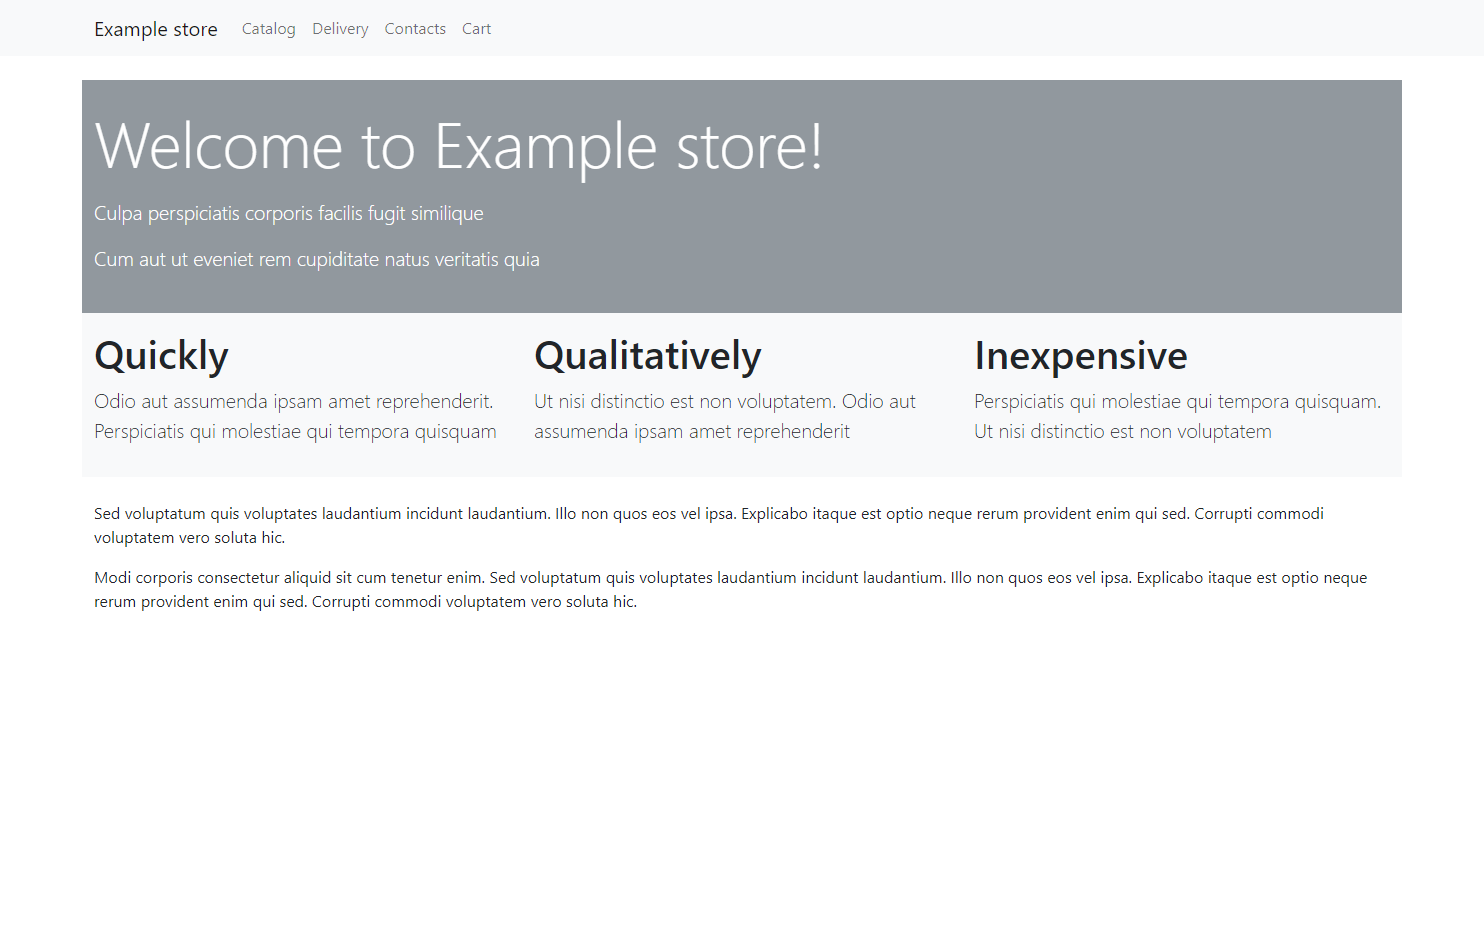 Example store Catalog Delivery Contacts Cart
Welcome to Example store!
Culpa perspiciatis corporis facilis fugit similique
Cum aut ut eveniet rem cupiditate natus veritatis quia
Quickly
Odio aut assumenda ipsam amet reprehenderit.
Perspiciatis qui molestiae qui tempora quisquam
Qualitatively
Ut nisi distinctio est non voluptatem. Odio aut
assumenda ipsam amet reprehenderit
Inexpensive
Perspiciatis qui molestiae qui tempora quisquam.
Ut nisi distinctio est non voluptatem
Sed voluptatum quis voluptates laudantium incidunt laudantium. Illo non quos eos vel ipsa. Explicabo itaque est optio neque rerum provident enim qui sed. Corrupti commodi
voluptatem vero soluta hic.
Modi corporis consectetur aliquid sit cum tenetur enim. Sed voluptatum quis voluptates laudantium incidunt laudantium. Illo non quos eos vel ipsa. Explicabo itaque est optio neque
rerum provident enim qui sed. Corrupti commodi voluptatem vero soluta hic.